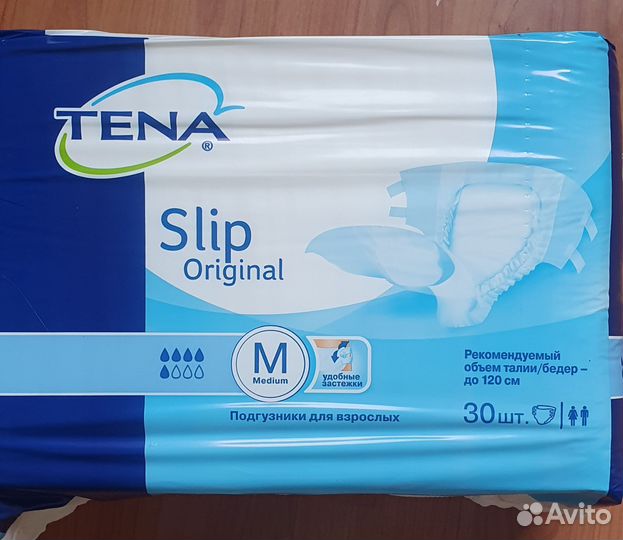 TENA®
Slip
Original
M
Medium
удобные
застежки
Рекомендуемый
объем талии/бедер –
до 120 см
Подгузники для взрослых
30 шт.
Avito